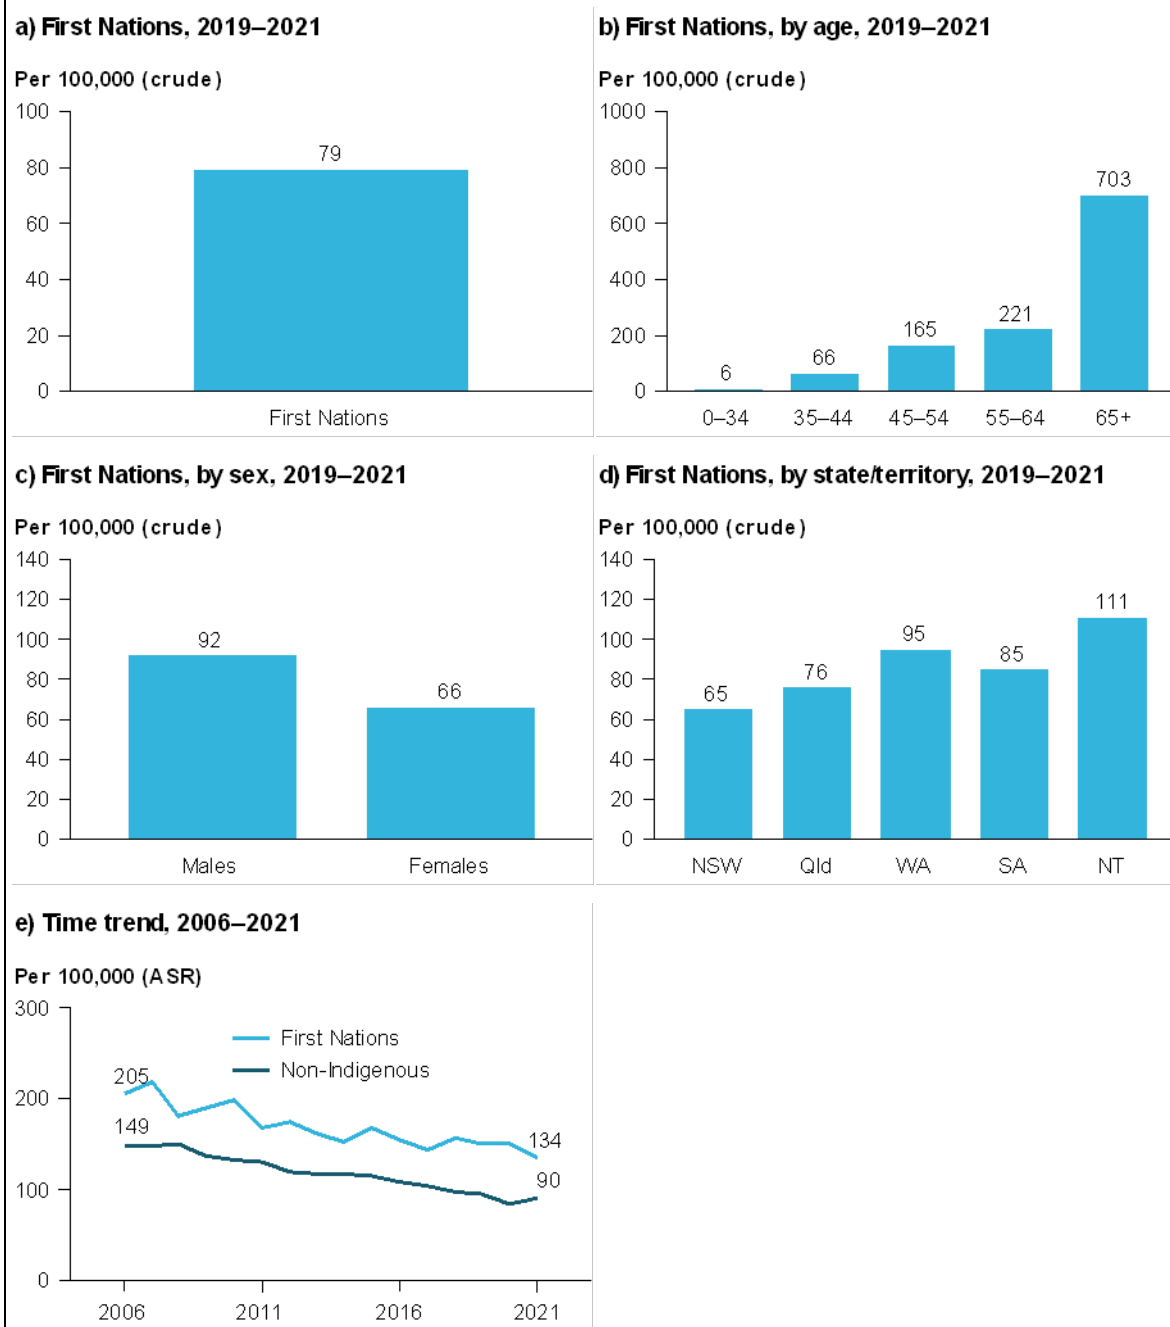 a) First Nations, 2019–2021
Per 100,000 (crude)
100
80
60
40
20
0
79
First Nations
b) First Nations, by age, 2019–2021
Per 100,000 (crude)
1000
800
600
400
200
0
6
66
165
221
703
0–34
35–44
45–54
55–64
65+
c) First Nations, by sex, 2019–2021
Per 100,000 (crude)
140
120
100
80
60
40
20
0
92
66
Males
Females
d) First Nations, by state/territory, 2019–2021
Per 100,000 (crude)
140
120
100
80
60
40
20
0
65
76
95
85
111
NSW
Qld
WA
SA
NT
e) Time trend, 2006–2021
Per 100,000 (ASR)
300
200
100
0
First Nations
Non-Indigenous
205
149
134
90
2006
2011
2016
2021